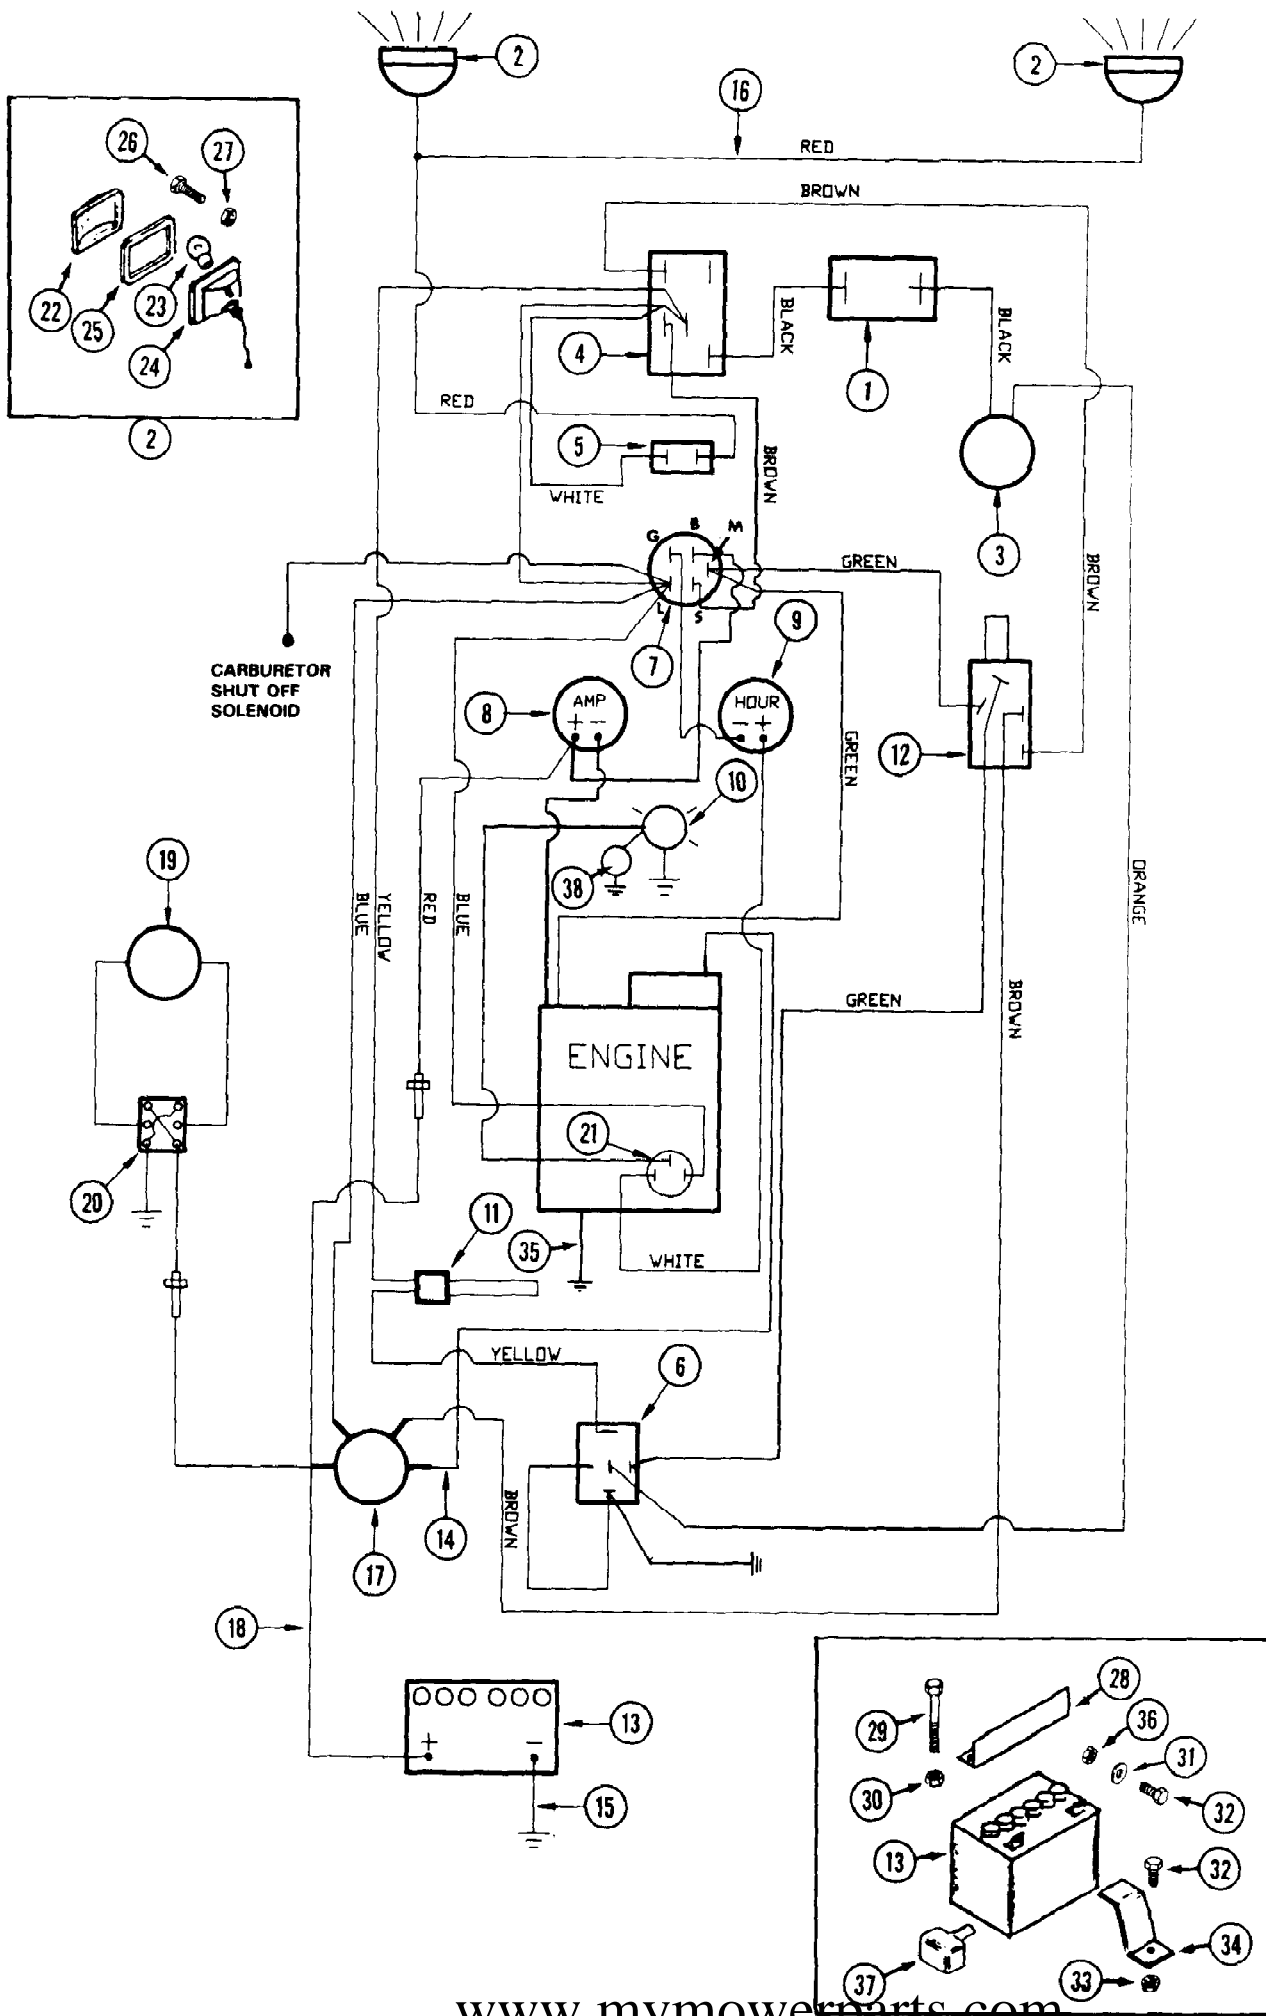 2
2
16
RED
26
27
BROWN
22
25
23
24
2
4
BLACK
1
BLACK
RED
5
WHITE
BROWN
3
G
B
M
GREEN
BROWN
L
S
7
9
CARBURETOR
SHUT OFF
SOLENOID
8
AMP
+ −
HOUR
− +
GREEN
12
10
38
19
BLUE
YELLOW
RED
BLUE
ORANGE
GREEN
BROWN
ENGINE
21
20
11
35
WHITE
YELLOW
6
BROWN
14
17
18
13
+ −
15
28
29
36
31
30
32
13
32
34
37
33
www.mymowerparts.com